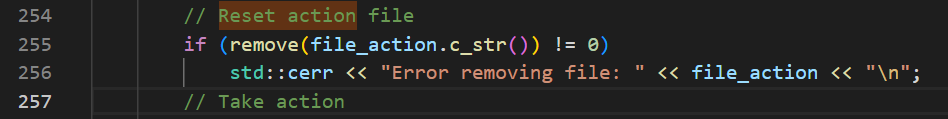 254 // Reset action file
255 if (remove(file_action.c_str()) != 0)
256 std::cerr << "Error removing file: " << file_action << "\n";
257 // Take action